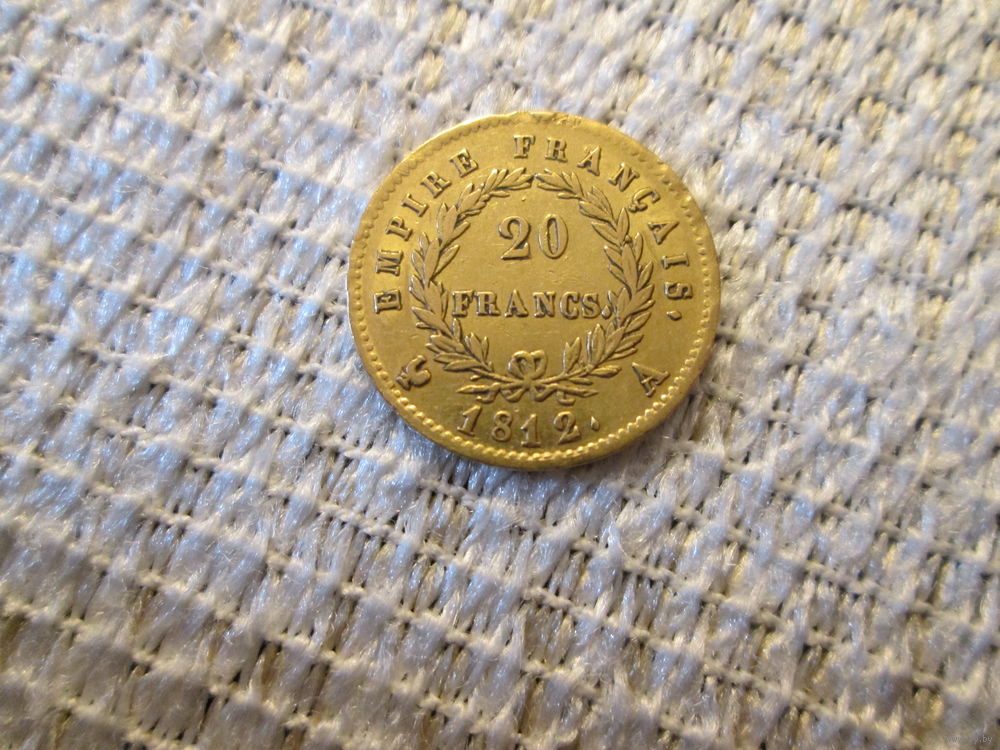 EMPIRE FRANÇAIS.
20
FRANCS.
A
1812.